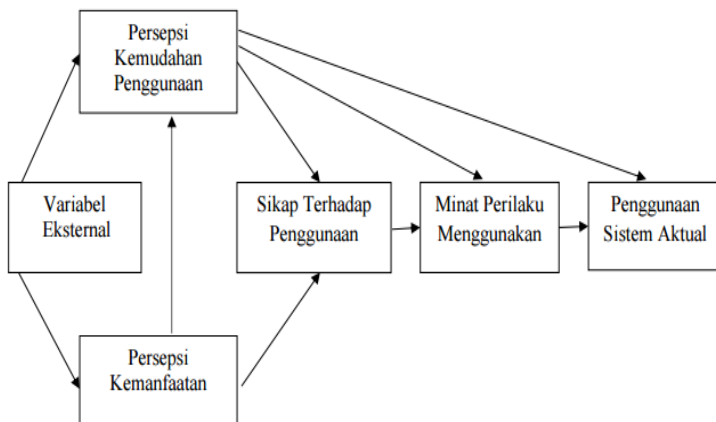 Persepsi
Kemudahan
Penggunaan
Variabel
Eksternal
Sikap Terhadap
Penggunaan
Minat Perilaku
Menggunakan
Penggunaan
Sistem Aktual
Persepsi
Kemanfaatan